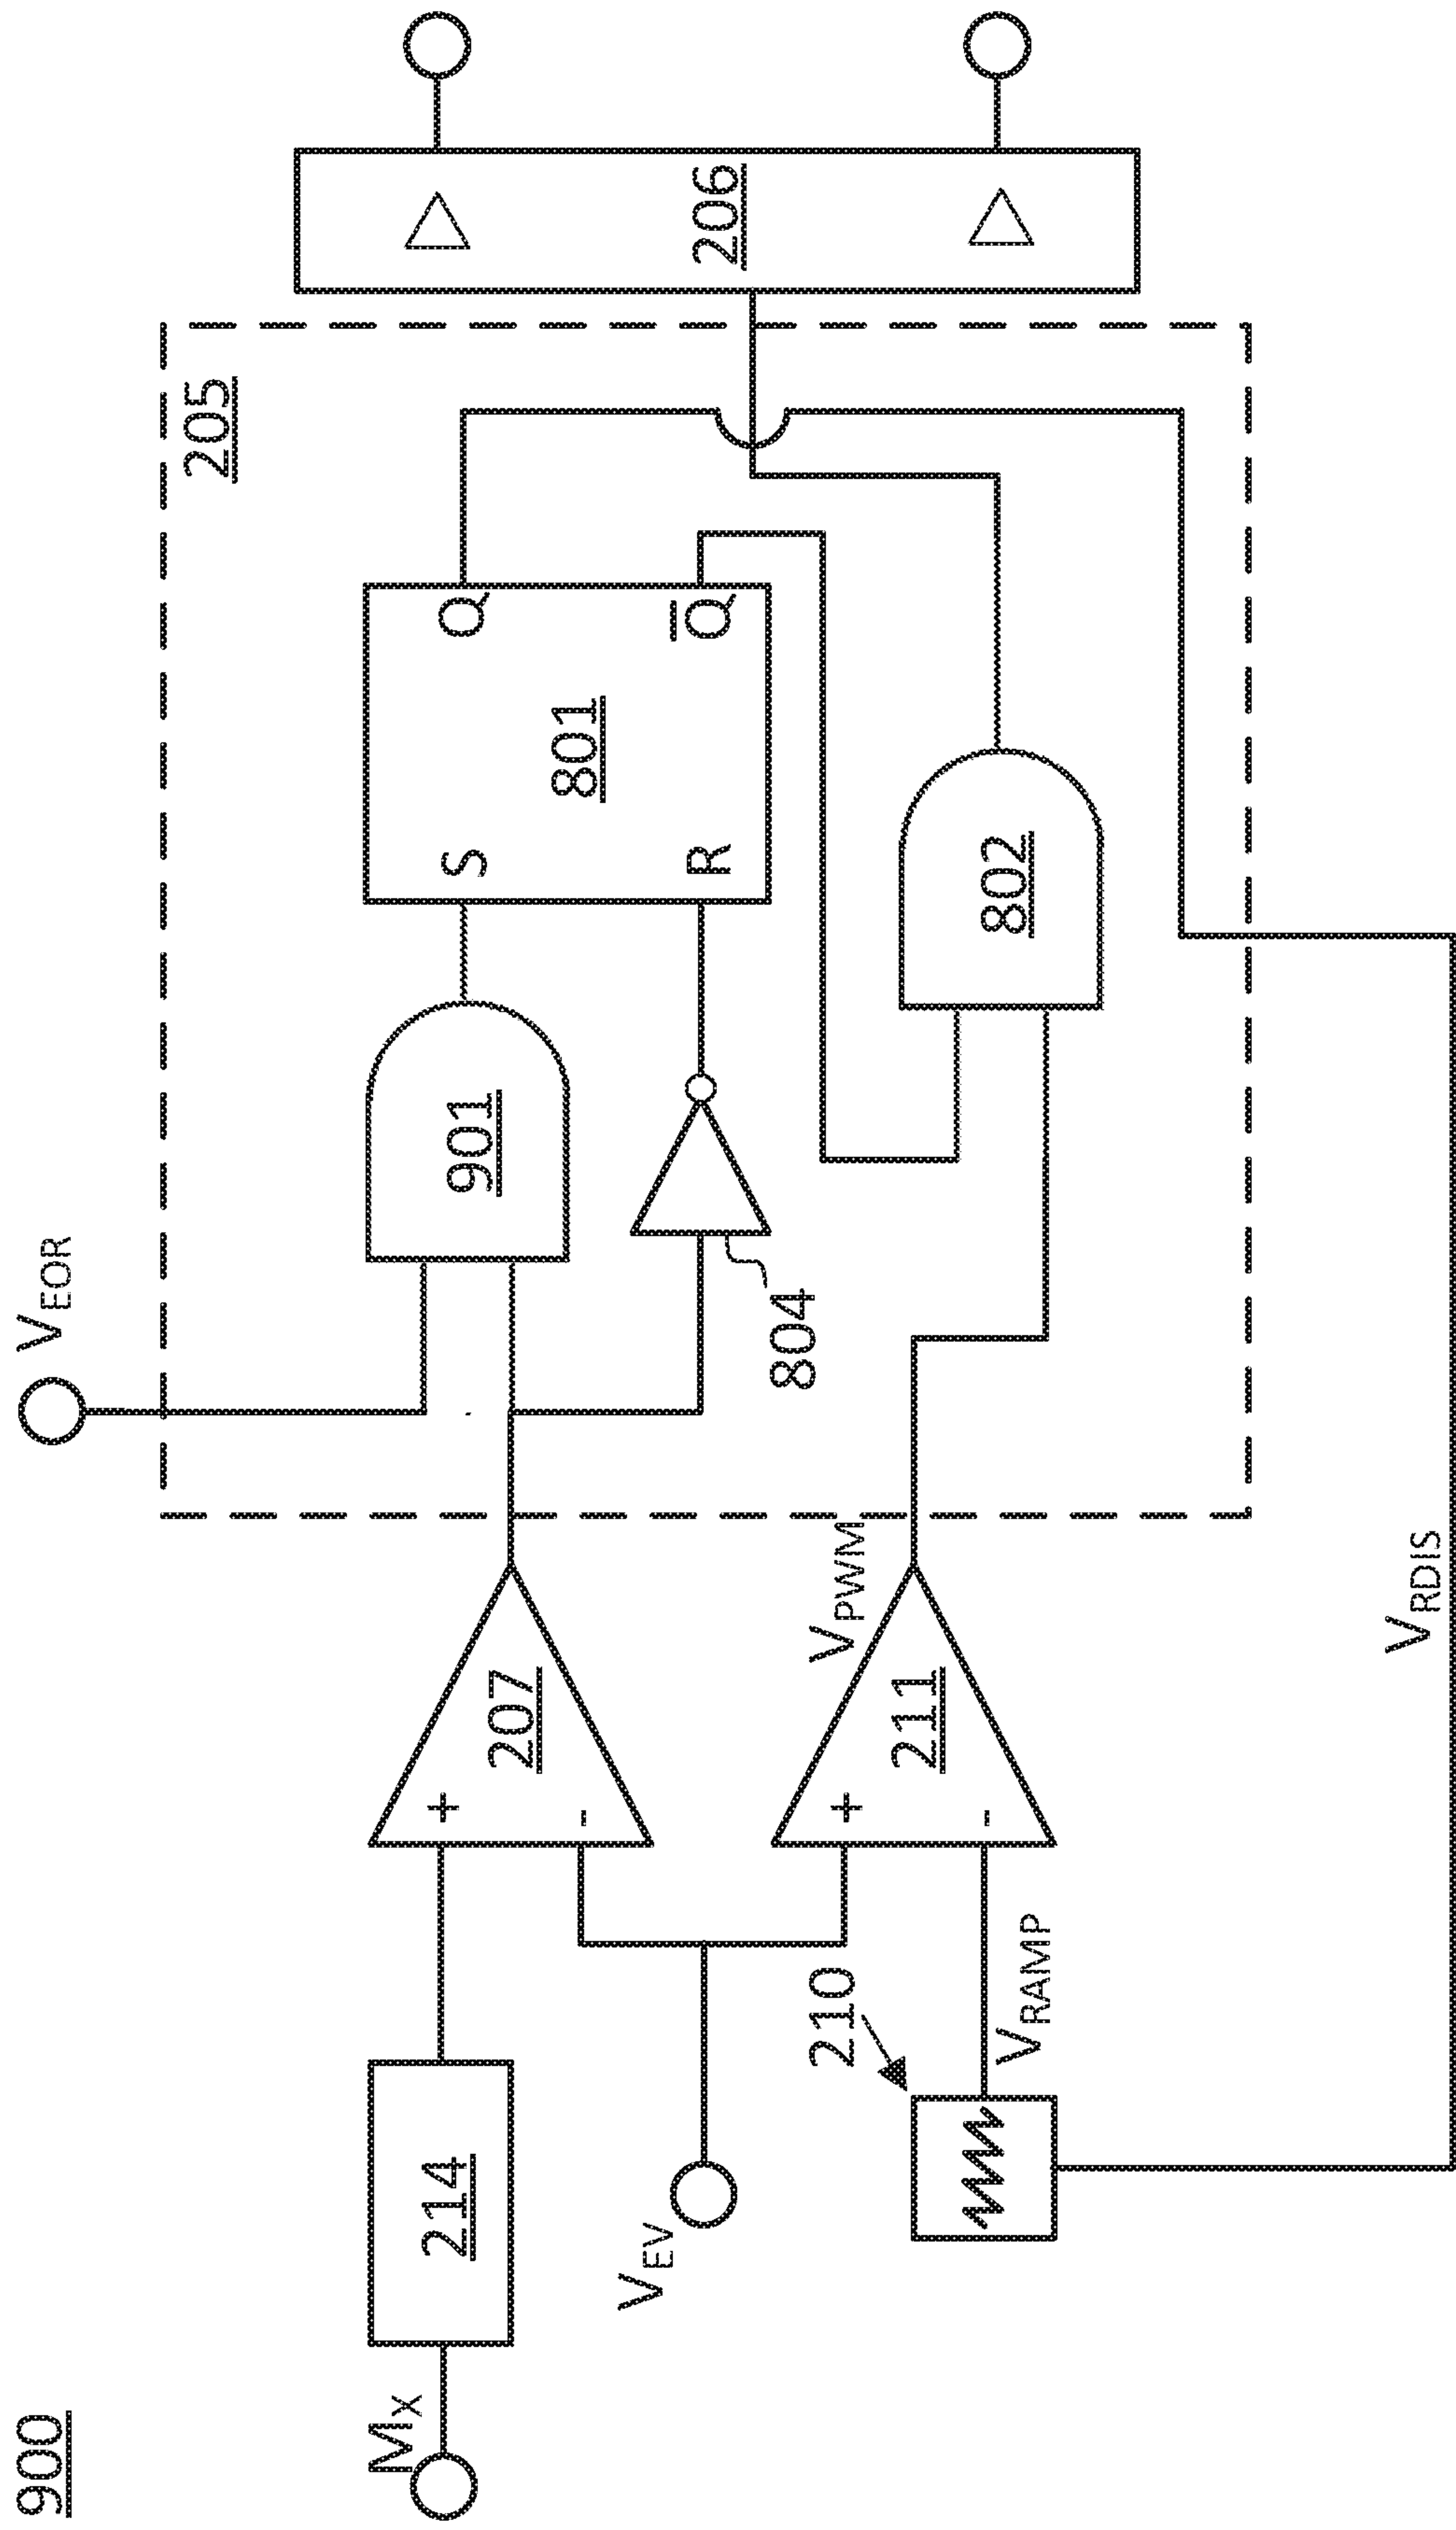 900
V_EOR
205
901
S
Q
801
206
R
Q̅
804
802
M_X
214
+
-
207
V_EV
V_PWM
+
-
211
210
V_RAMP
V_RDIS